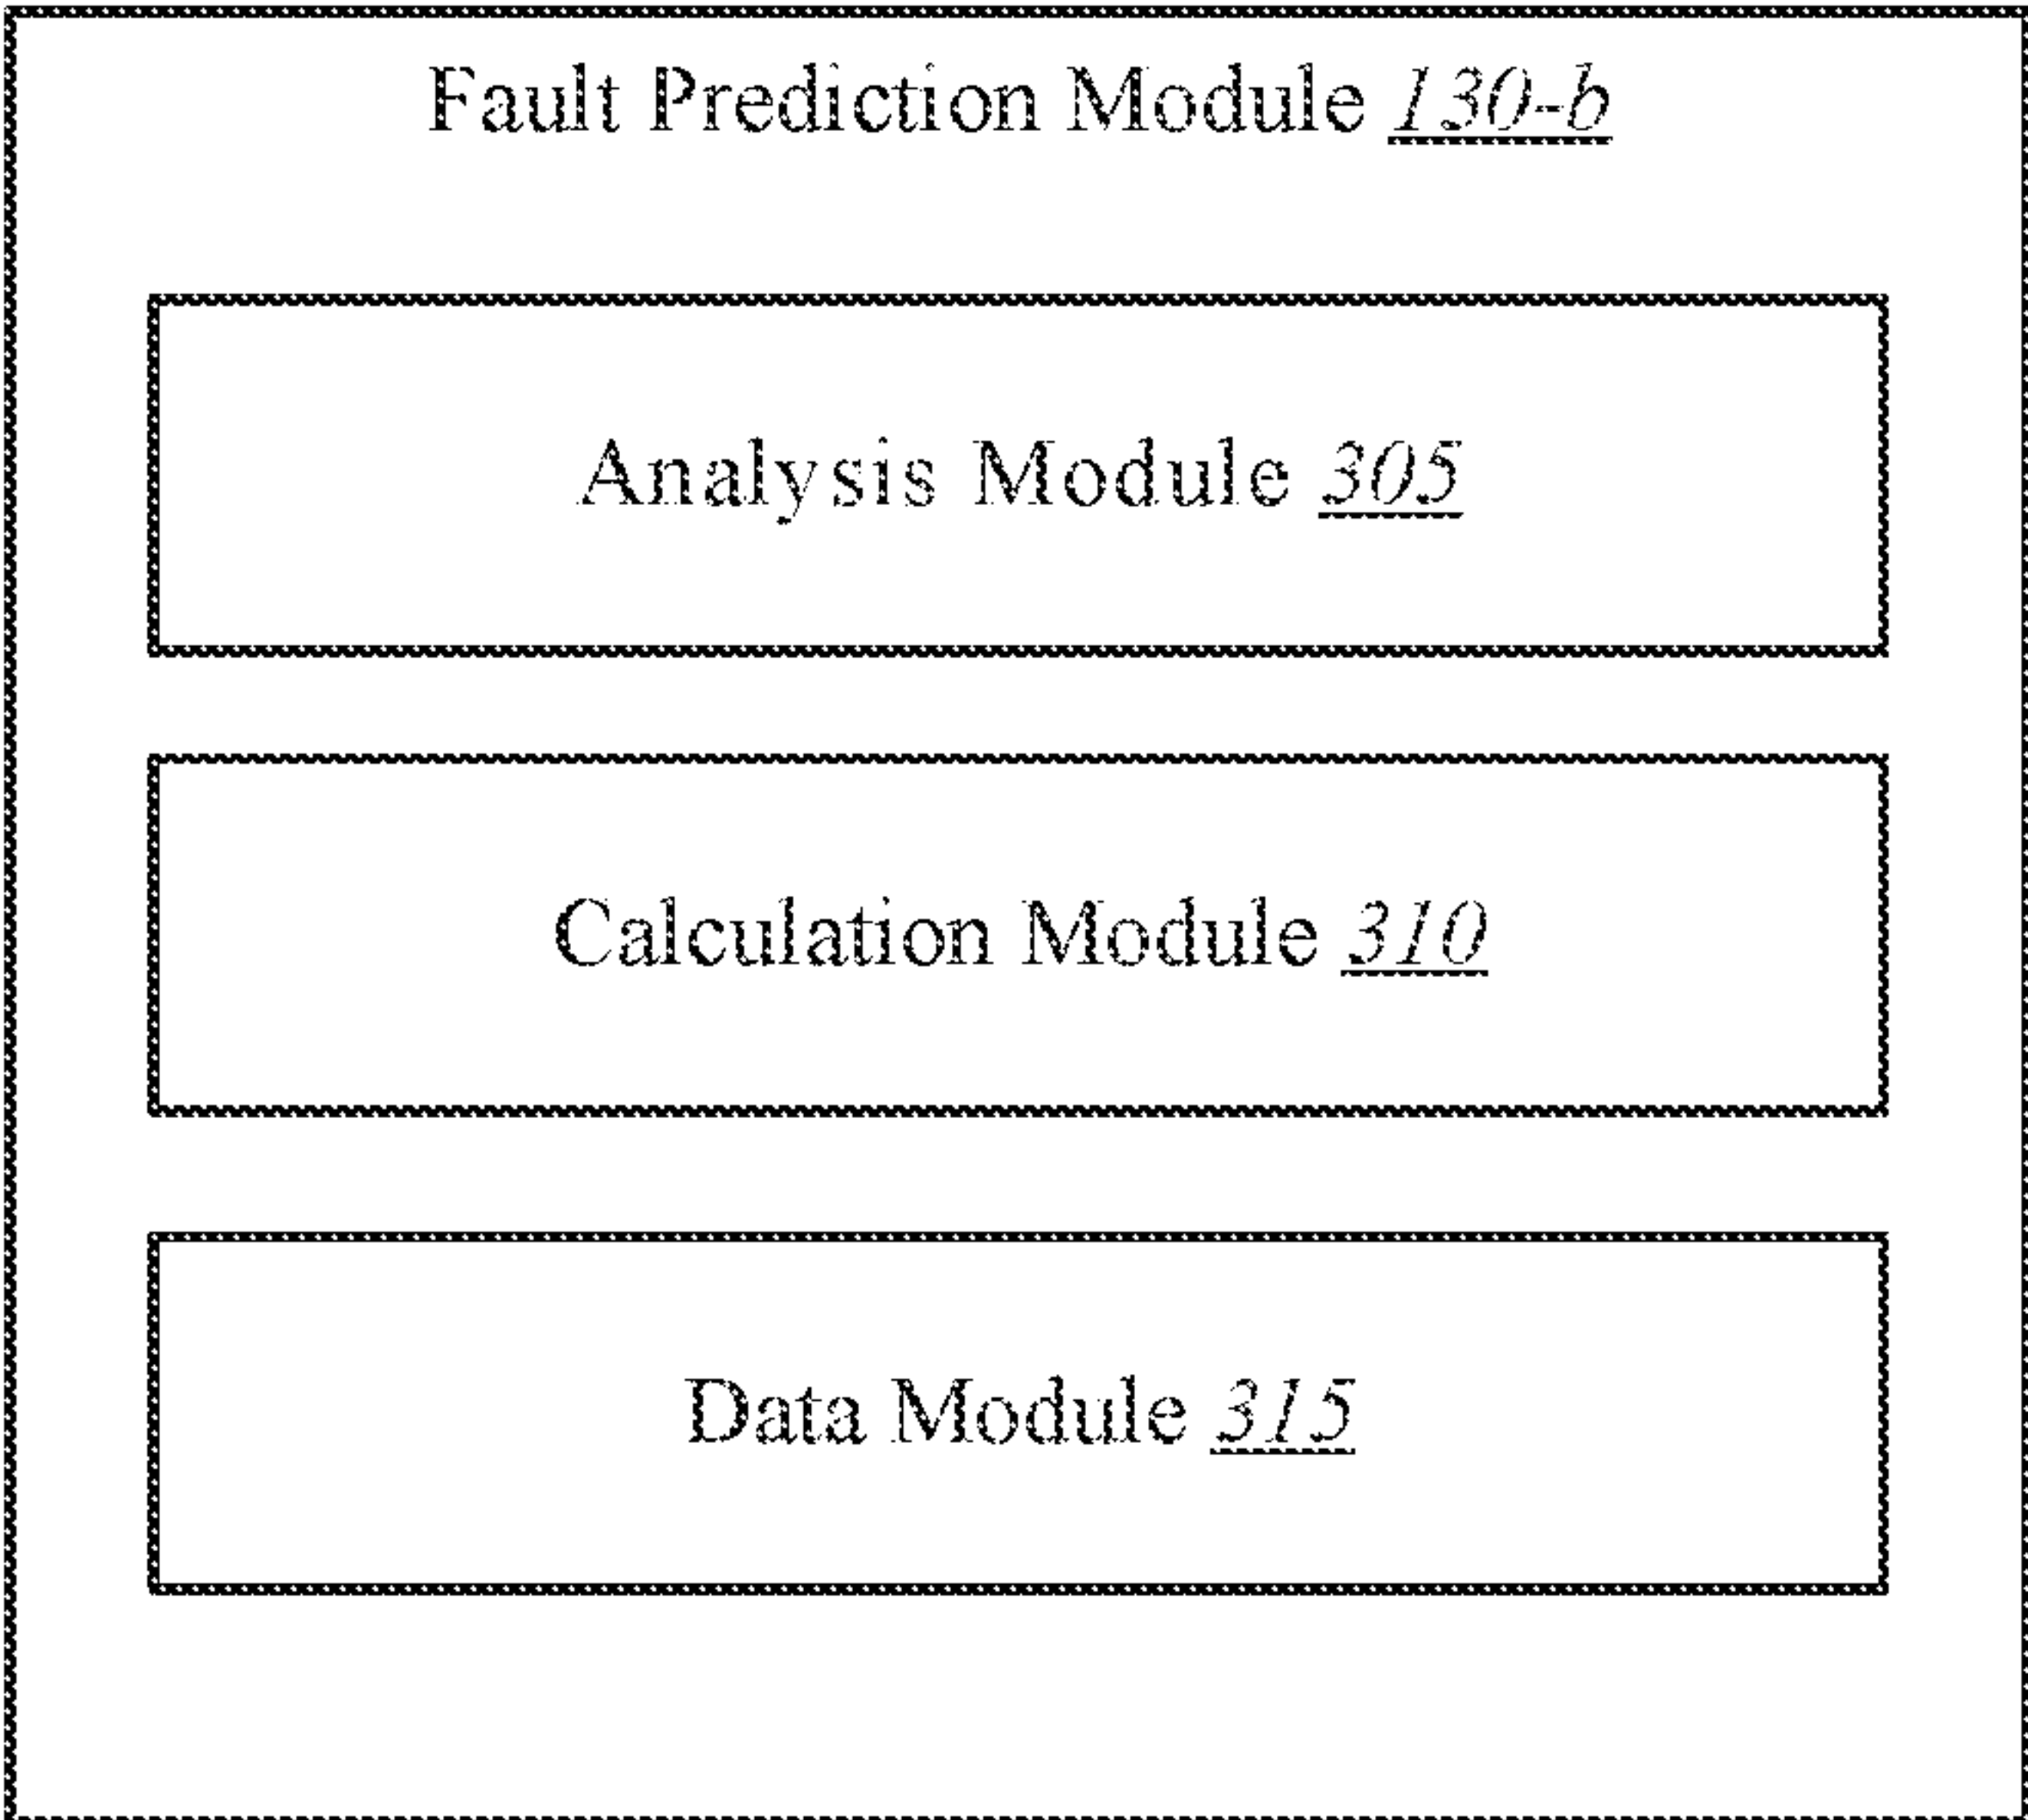 Fault Prediction Module 130-b
Analysis Module 305
Calculation Module 310
Data Module 315